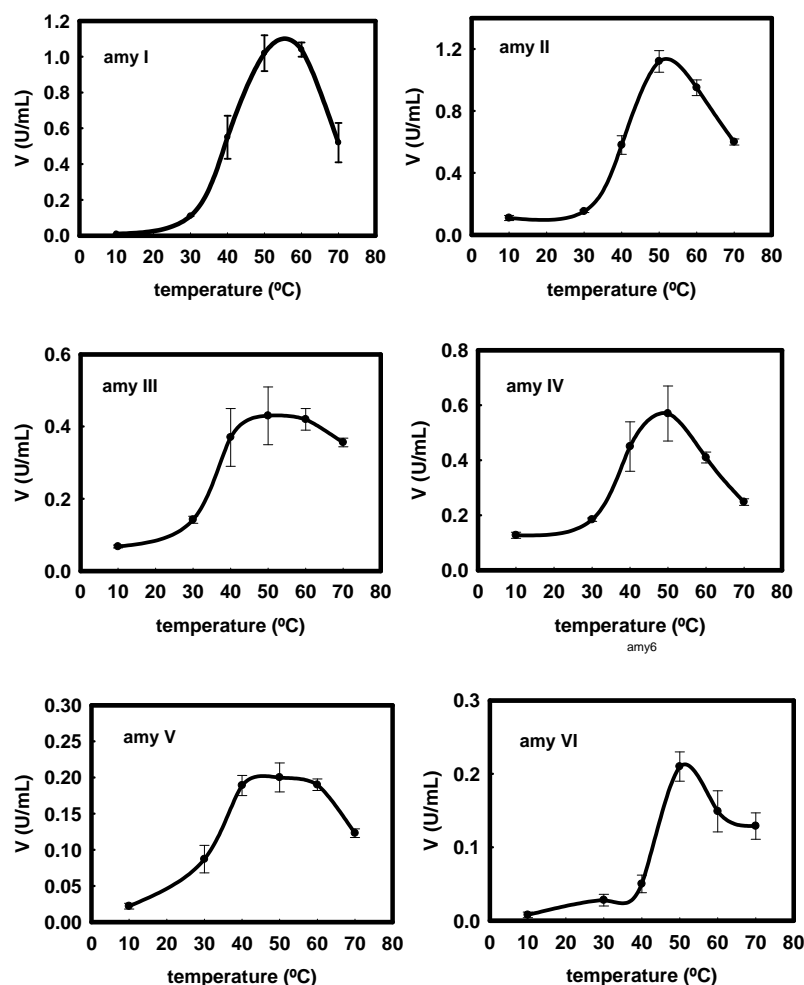 amy I
V (U/mL)
1.2
1.0
0.8
0.6
0.4
0.2
0.0
0 10 20 30 40 50 60 70 80
temperature (ºC)
amy II
V (U/mL)
1.2
0.8
0.4
0.0
0 10 20 30 40 50 60 70 80
temperature (ºC)
amy III
V (U/mL)
0.6
0.4
0.2
0.0
0 10 20 30 40 50 60 70 80
temperature (ºC)
amy IV
V (U/mL)
0.8
0.6
0.4
0.2
0.0
0 10 20 30 40 50 60 70 80
temperature (ºC)
amy6
amy V
V (U/mL)
0.30
0.25
0.20
0.15
0.10
0.05
0.00
0 10 20 30 40 50 60 70 80
temperature (ºC)
amy VI
V (U/mL)
0.3
0.2
0.1
0.0
0 10 20 30 40 50 60 70 80
temperature (ºC)